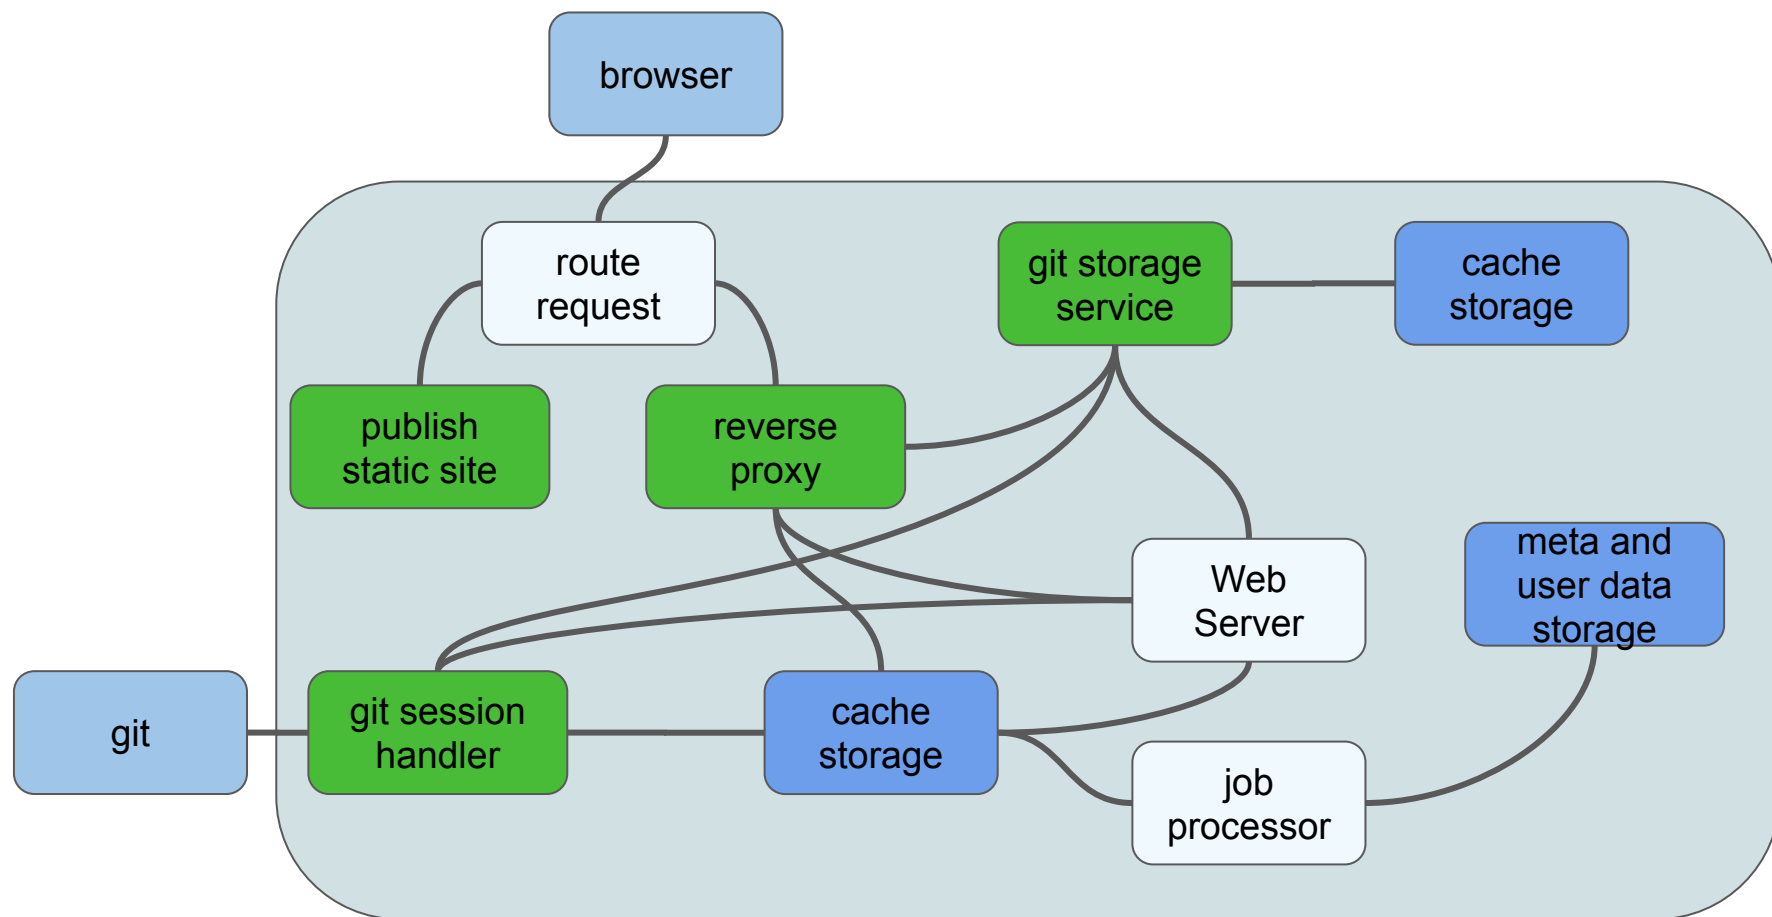 browser
route
request
git storage
service
cache
storage
publish
static site
reverse
proxy
Web
Server
meta and
user data
storage
git
git session
handler
cache
storage
job
processor